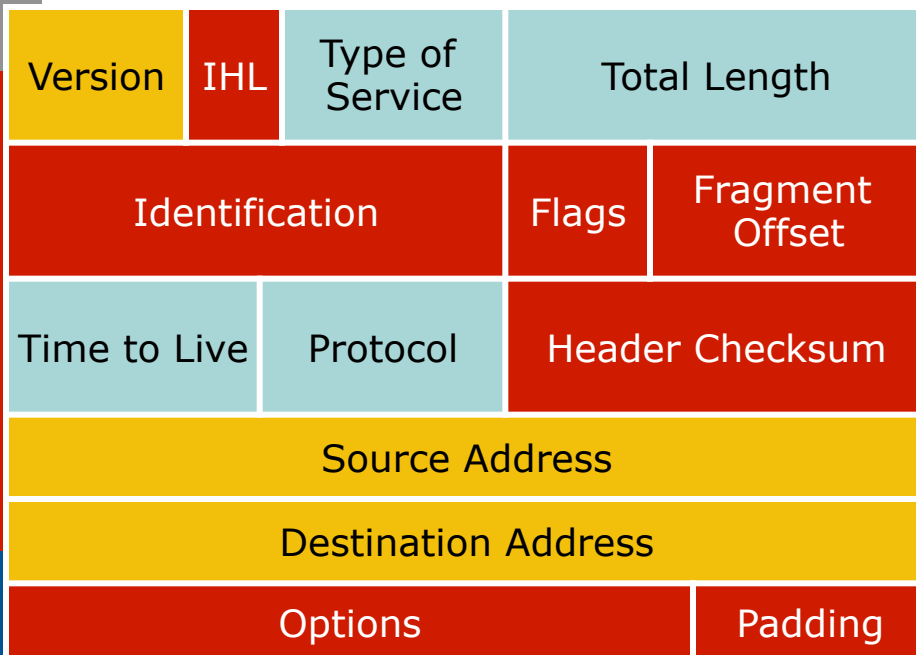 Version IHL Type of Service Total Length
Identification Flags Fragment Offset
Time to Live Protocol Header Checksum
Source Address
Destination Address
Options Padding